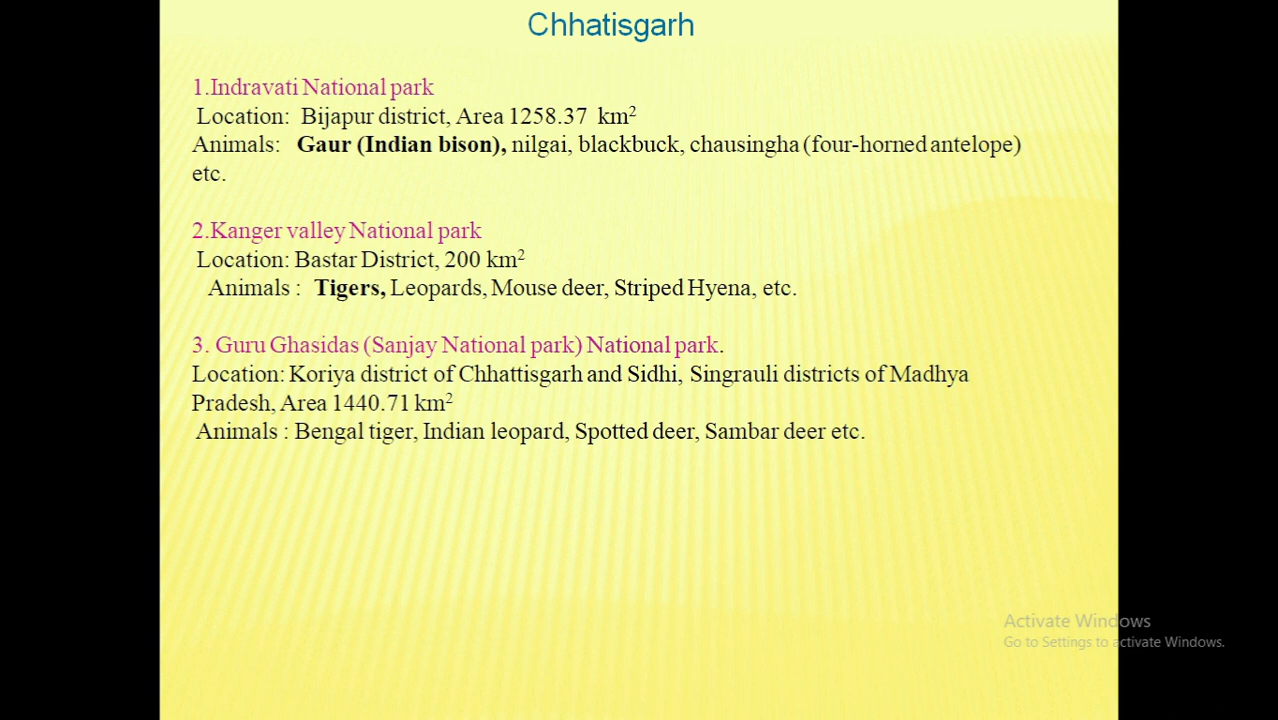 Chhatisgarh
1.Indravati National park
Location: Bijapur district, Area 1258.37 km²
Animals: Gaur (Indian bison), nilgai, blackbuck, chausingha (four-horned antelope)
etc.
2.Kanger valley National park
Location: Bastar District, 200 km²
Animals : Tigers, Leopards, Mouse deer, Striped Hyena, etc.
3. Guru Ghasidas (Sanjay National park) National park.
Location: Koriya district of Chhattisgarh and Sidhi, Singrauli districts of Madhya
Pradesh, Area 1440.71 km²
Animals : Bengal tiger, Indian leopard, Spotted deer, Sambar deer etc.
Activate Windows
Go to Settings to activate Windows.